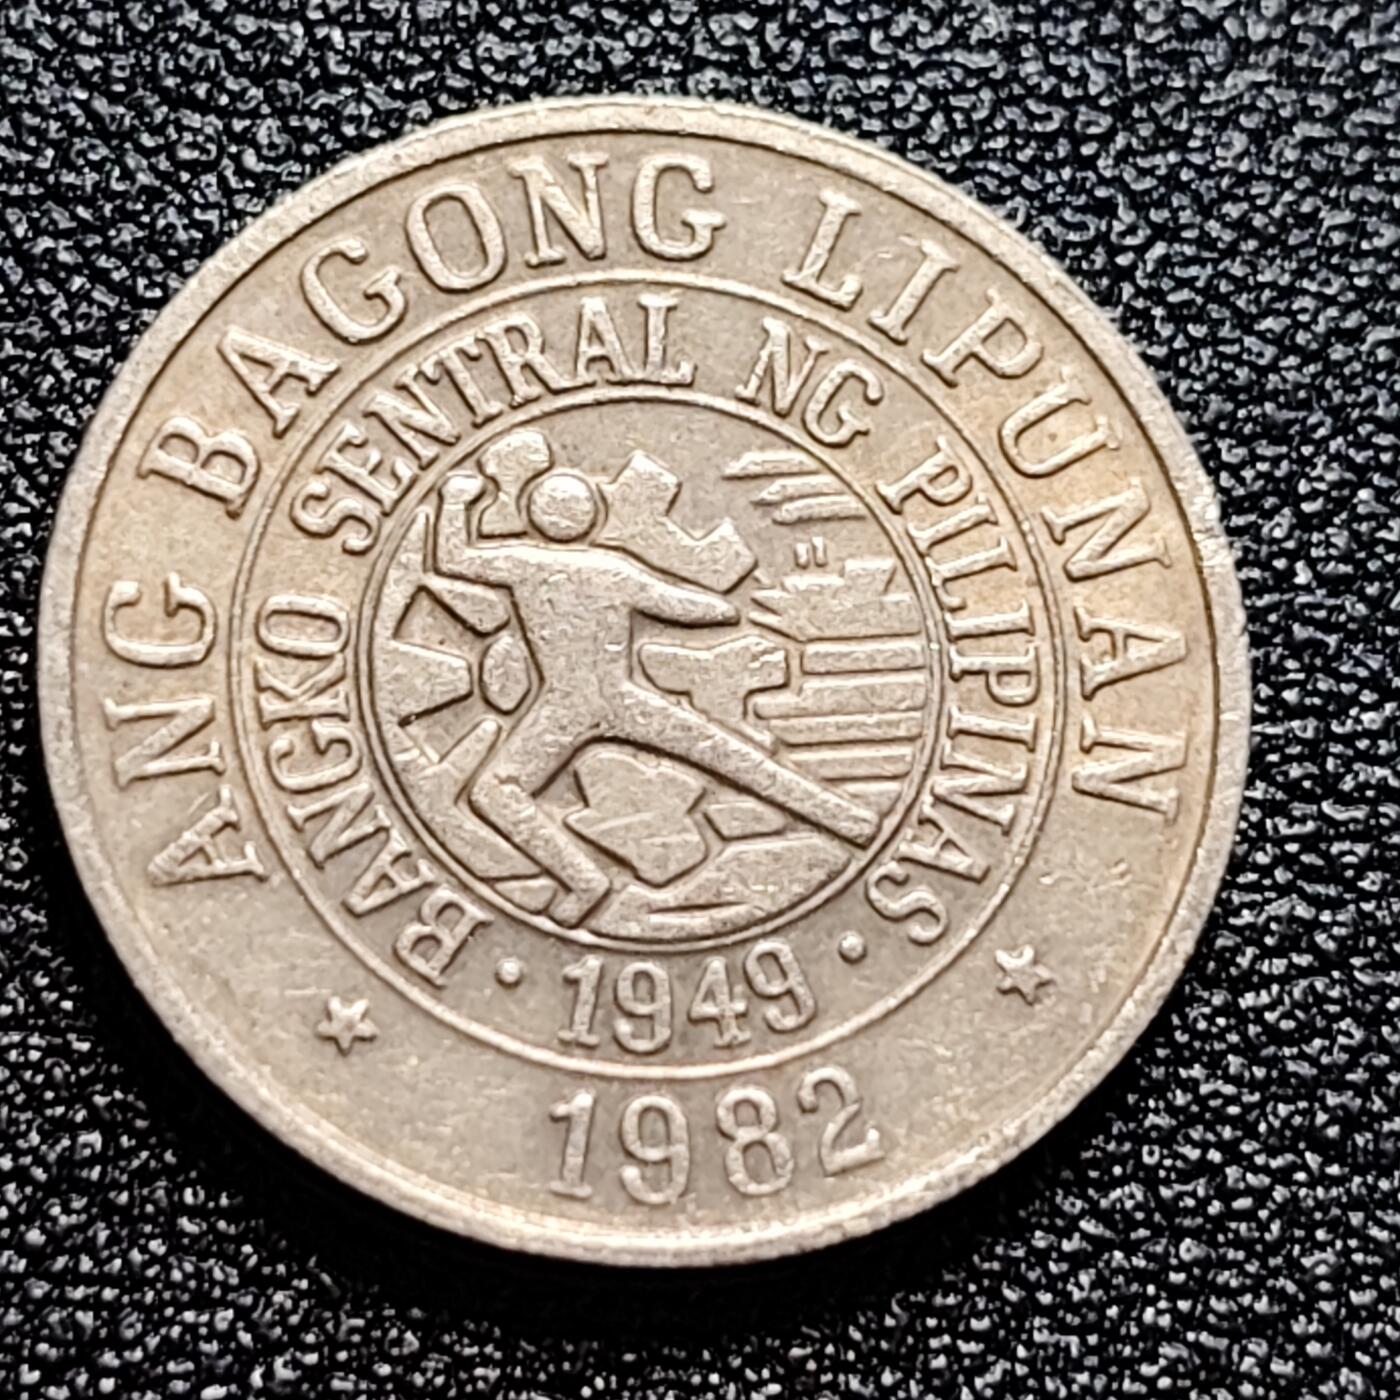 ANG BAGONG LIPUNAN
BANGKO SENTRAL NG PILIPINAS
· 1949 ·
1982